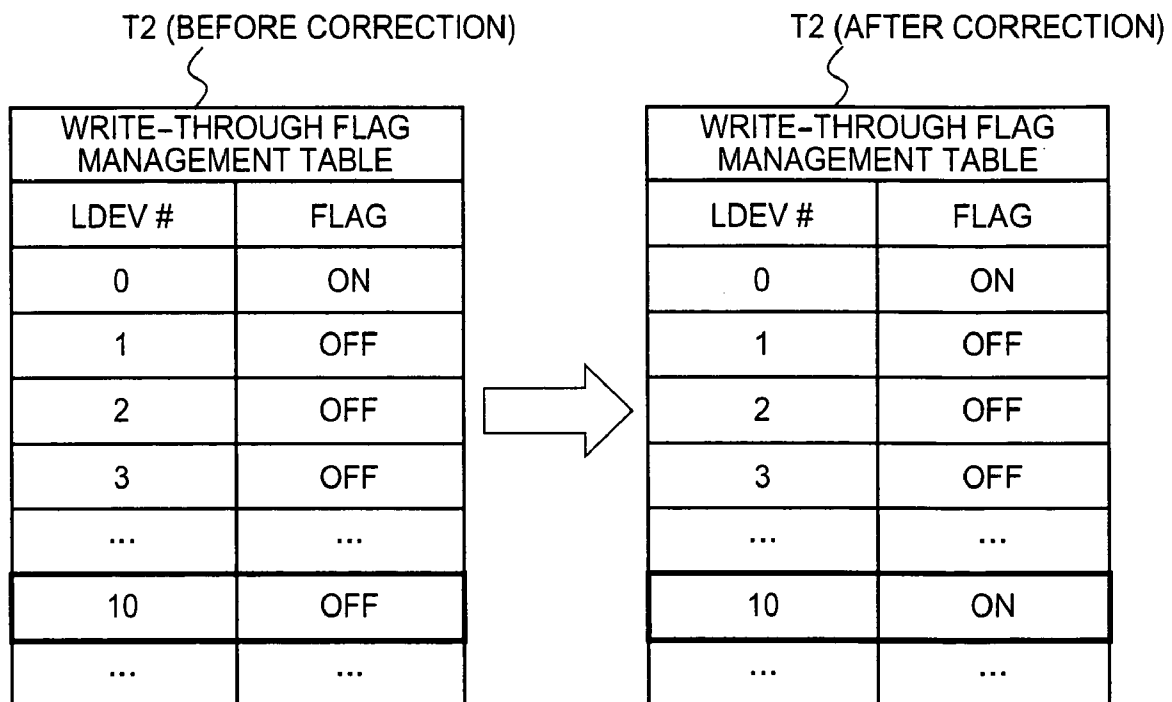 T2 (BEFORE CORRECTION)
WRITE-THROUGH FLAG
MANAGEMENT TABLE
LDEV # FLAG
0 ON
1 OFF
2 OFF
3 OFF
... ...
10 OFF
... ...
T2 (AFTER CORRECTION)
WRITE-THROUGH FLAG
MANAGEMENT TABLE
LDEV # FLAG
0 ON
1 OFF
2 OFF
3 OFF
... ...
10 ON
... ...